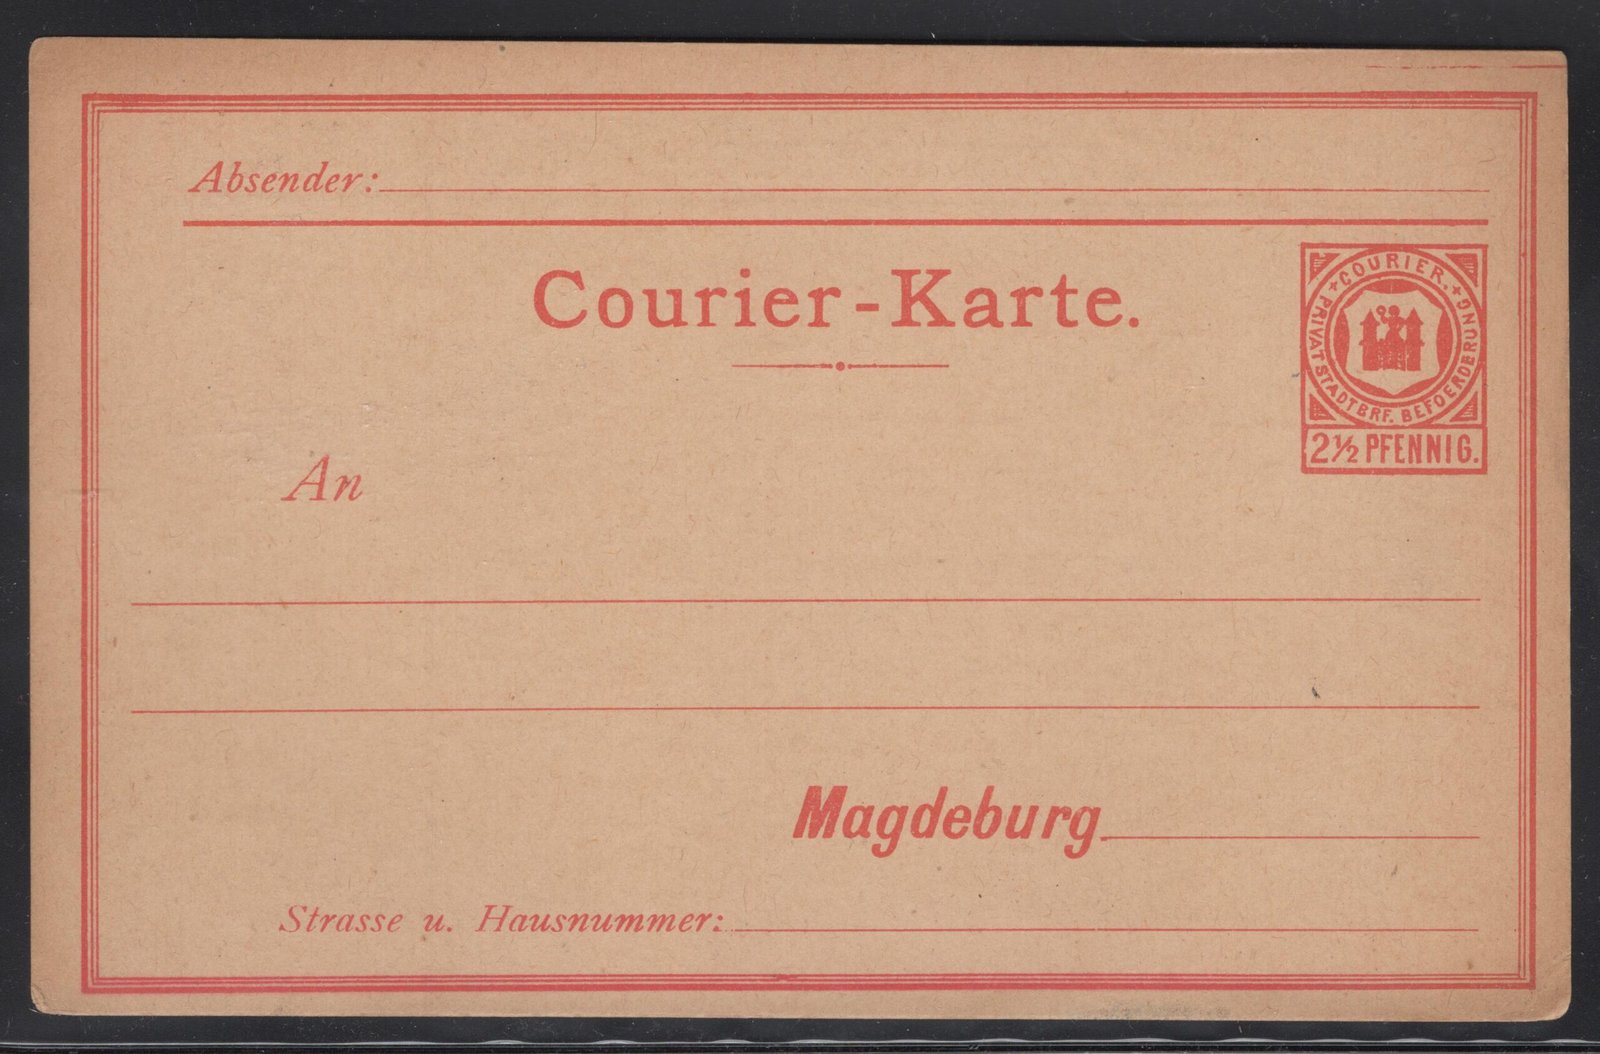 Absender:
Courier-Karte.
COURIER.
PRIVAT STADTBRF. BEFOERDERUNG
2½ PFENNIG.
An
Magdeburg
Strasse u. Hausnummer: